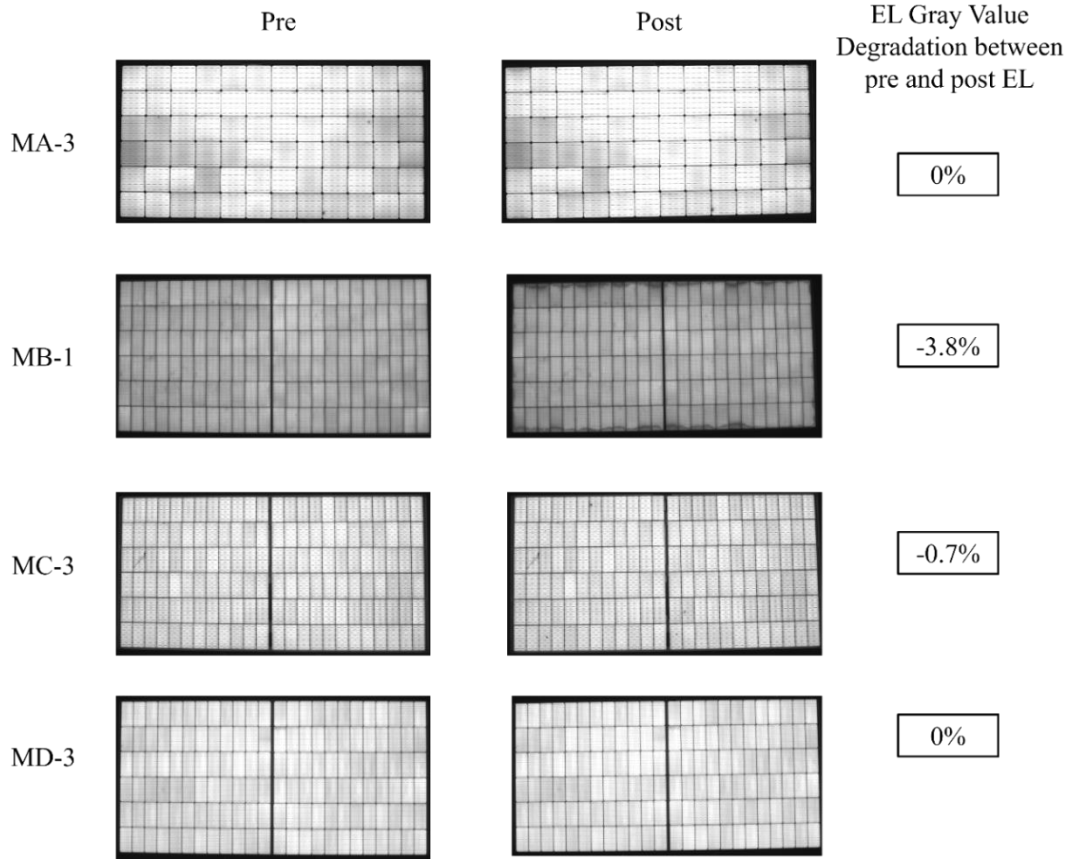 Pre
Post
EL Gray Value
Degradation between
pre and post EL
MA-3
0%
MB-1
-3.8%
MC-3
-0.7%
MD-3
0%